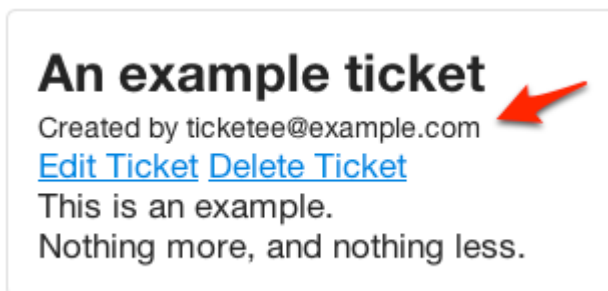 An example ticket
Created by ticketee@example.com
Edit Ticket Delete Ticket
This is an example.
Nothing more, and nothing less.